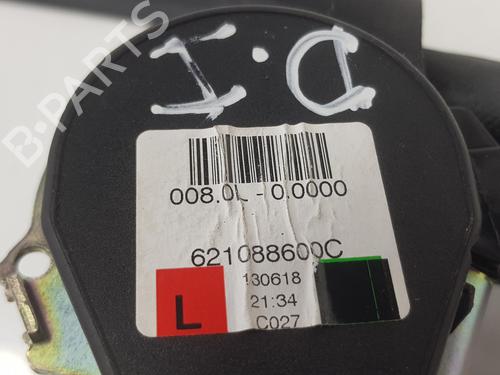 D.I
008.0L - 0.0000
621088600C
130618
L
21:34
C027
B-PARTS